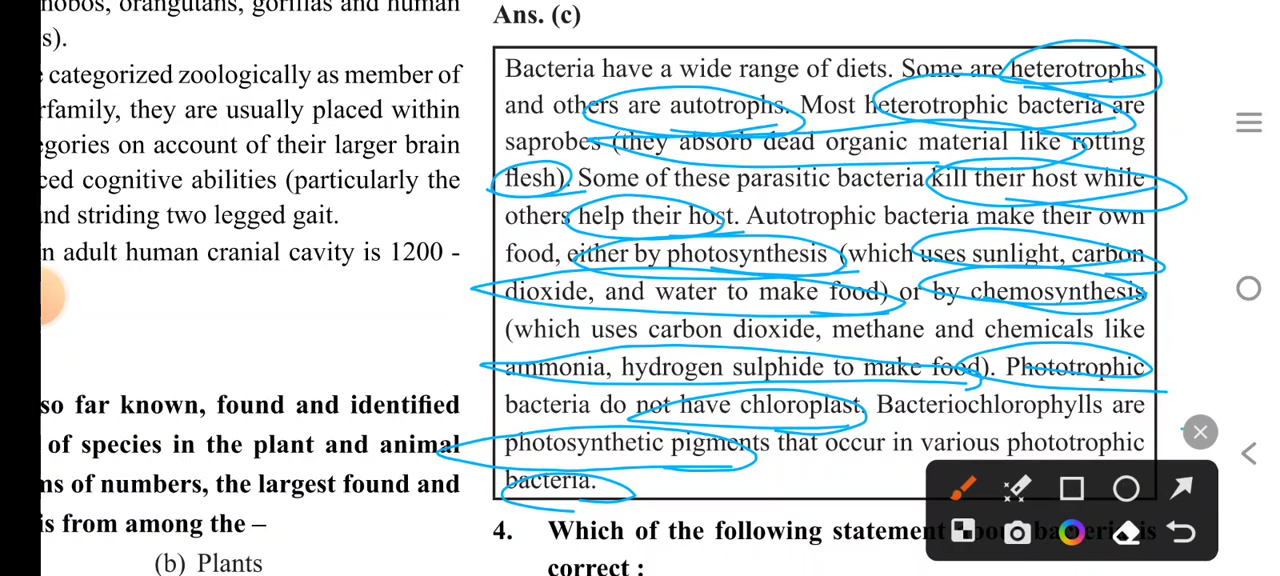 nobos, orangutans, gorillas and human
s).
categorized zoologically as member of
rfamily, they are usually placed within
gories on account of their larger brain
ced cognitive abilities (particularly the
nd striding two legged gait.
n adult human cranial cavity is 1200 -
so far known, found and identified
of species in the plant and animal
ns of numbers, the largest found and
is from among the –
(b) Plants
Ans. (c)
Bacteria have a wide range of diets. Some are heterotrophs
and others are autotrophs. Most heterotrophic bacteria are
saprobes (they absorb dead organic material like rotting
flesh). Some of these parasitic bacteria kill their host while
others help their host. Autotrophic bacteria make their own
food, either by photosynthesis (which uses sunlight, carbon
dioxide, and water to make food) or by chemosynthesis
(which uses carbon dioxide, methane and chemicals like
ammonia, hydrogen sulphide to make food). Phototrophic
bacteria do not have chloroplast. Bacteriochlorophylls are
photosynthetic pigments that occur in various phototrophic
bacteria.
4. Which of the following statement about bacteria is
correct :